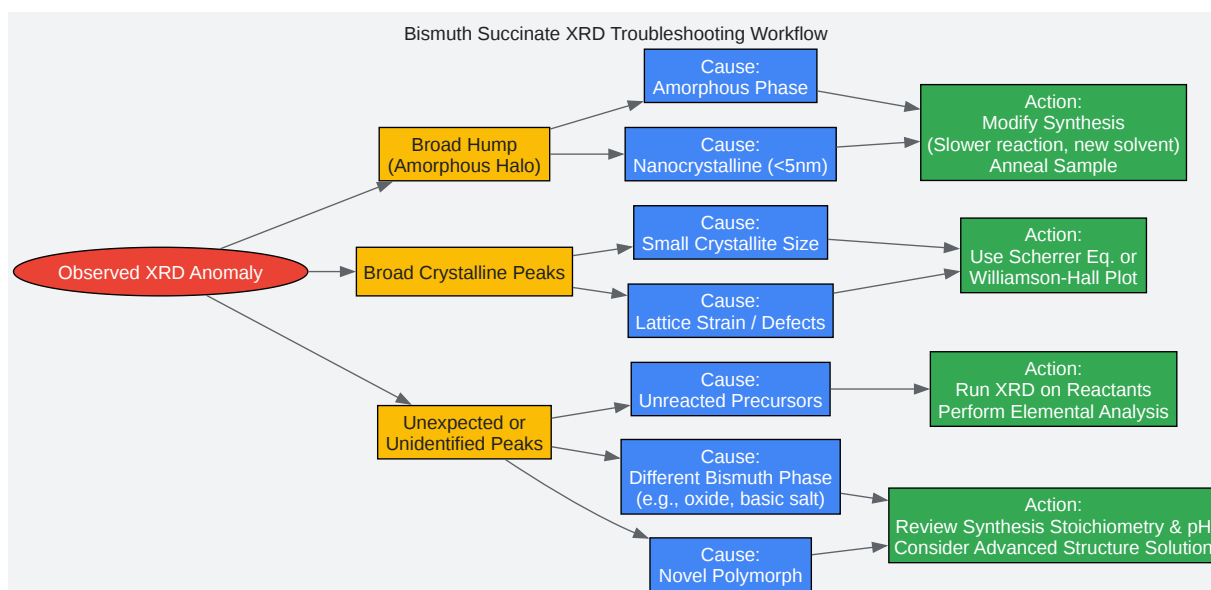 Bismuth Succinate XRD Troubleshooting Workflow
Observed XRD Anomaly
Broad Hump
(Amorphous Halo)
Broad Crystalline Peaks
Unexpected or
Unidentified Peaks
Cause:
Amorphous Phase
Cause:
Nanocrystalline (<5nm)
Cause:
Small Crystallite Size
Cause:
Lattice Strain / Defects
Cause:
Unreacted Precursors
Cause:
Different Bismuth Phase
(e.g., oxide, basic salt)
Cause:
Novel Polymorph
Action:
Modify Synthesis
(Slower reaction, new solvent)
Anneal Sample
Action:
Use Scherrer Eq. or
Williamson-Hall Plot
Action:
Run XRD on Reactants
Perform Elemental Analysis
Action:
Review Synthesis Stoichiometry & pH
Consider Advanced Structure Solution